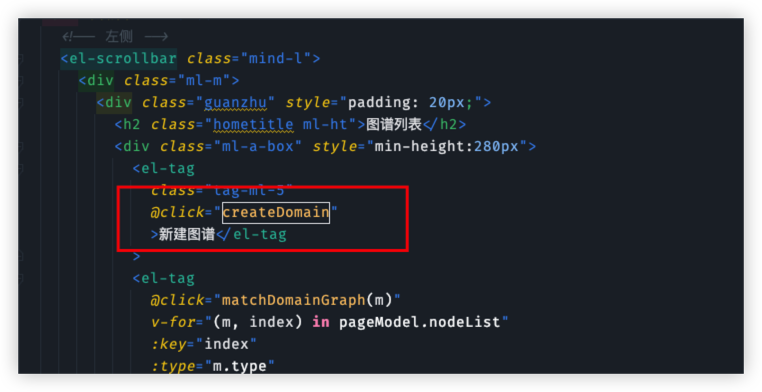 <!-- 左侧 -->
<el-scrollbar class="mind-l">
<div class="ml-m">
<div class="guanzhu" style="padding: 20px;">
<h2 class="hometitle ml-ht">图谱列表</h2>
<div class="ml-a-box" style="min-height:280px">
<el-tag
class="tag-ml-5"
@click="createDomain"
>新建图谱</el-tag
>
<el-tag
@click="matchDomainGraph(m)"
v-for="(m, index) in pageModel.nodeList"
:key="index"
:type="m.type"